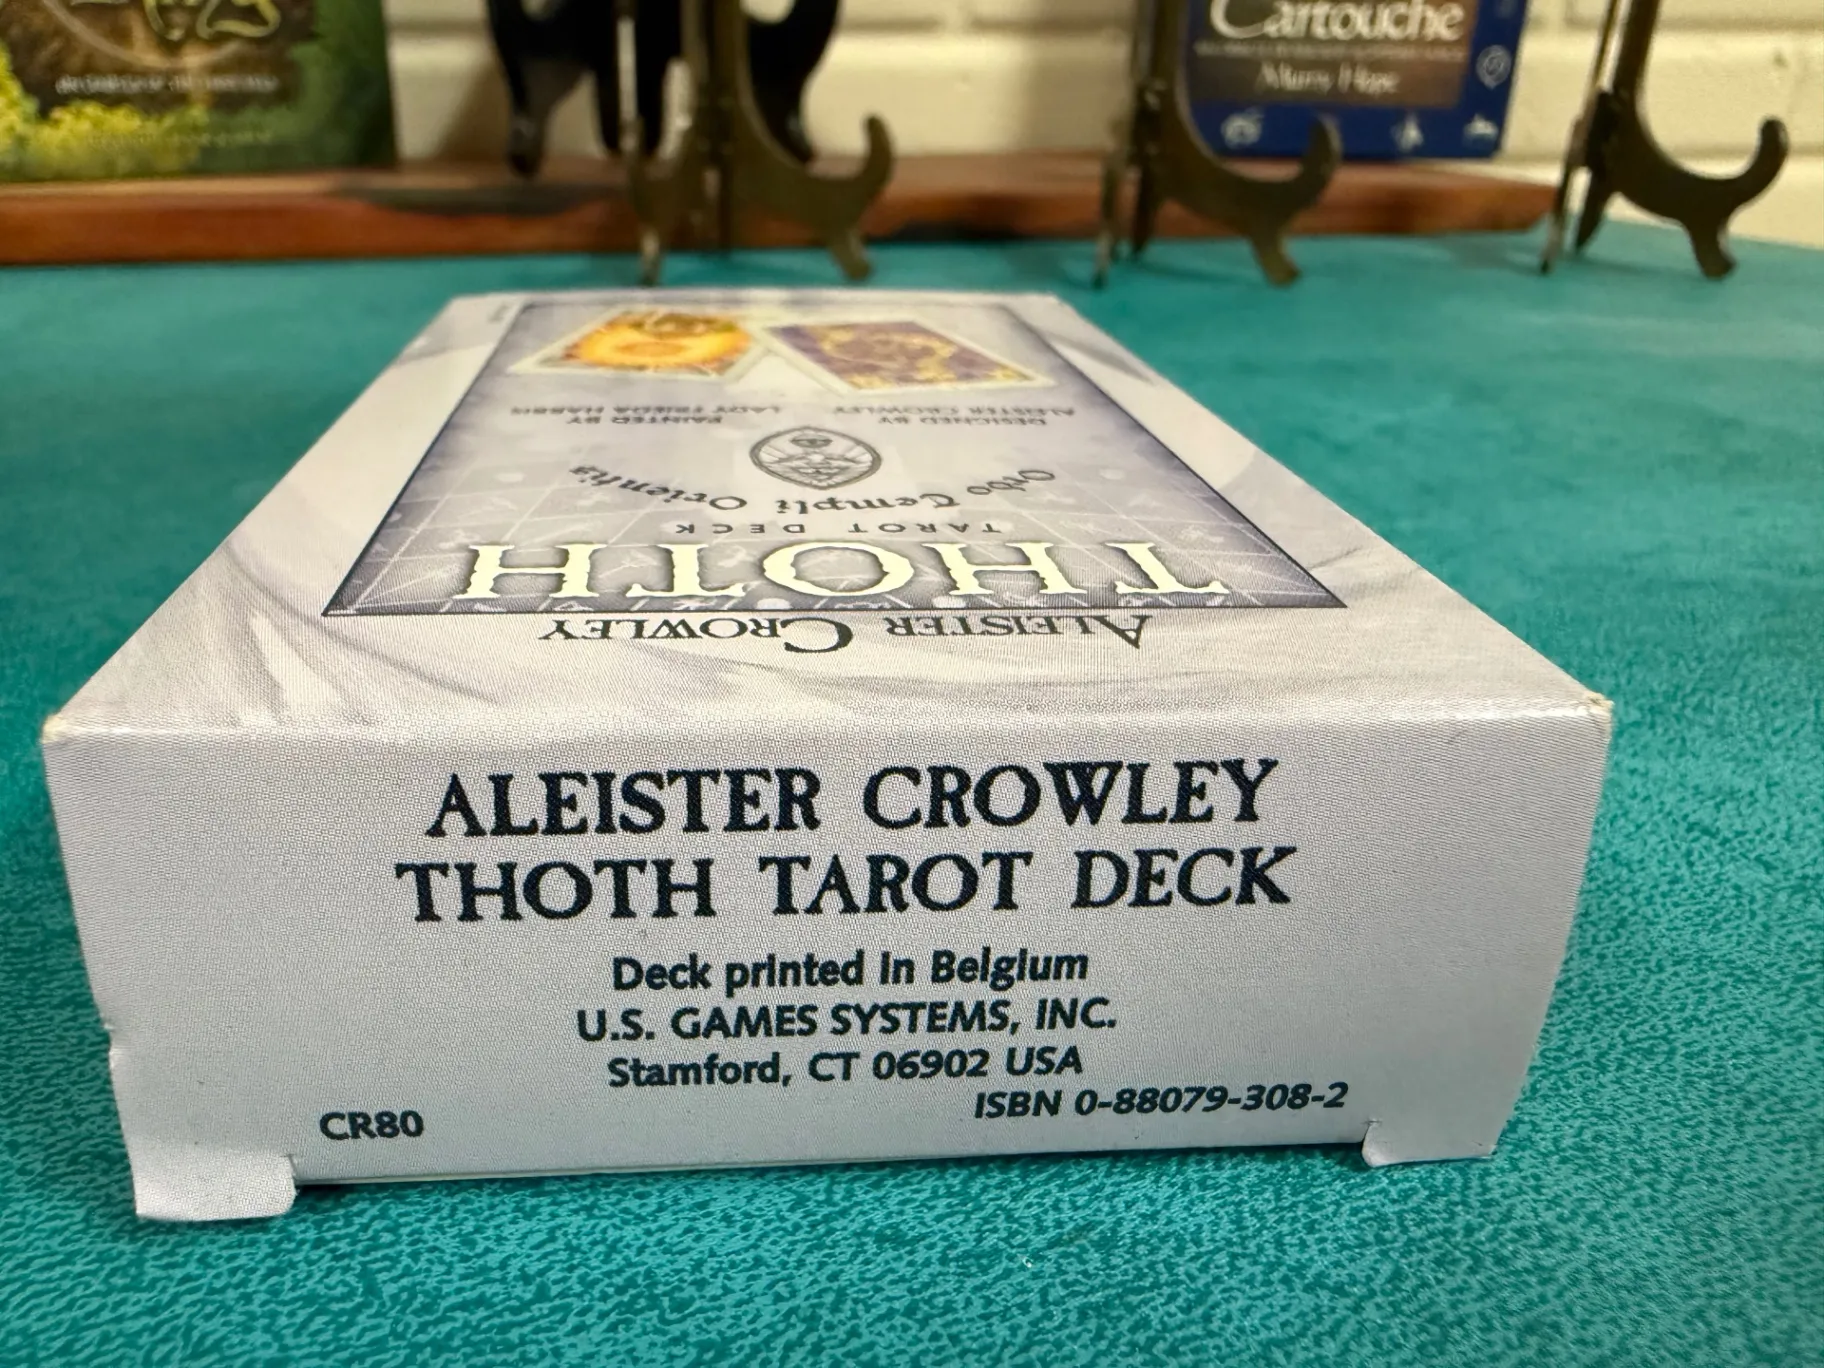 Cartouche
Murry Hope
PAINTED BY
LADY FRIEDA HARRIS
DESIGNED BY
ALEISTER CROWLEY
Ordo Templi Orientis
TAROT DECK
THOTH
ALEISTER CROWLEY
ALEISTER CROWLEY
THOTH TAROT DECK
Deck printed in Belgium
U.S. GAMES SYSTEMS, INC.
Stamford, CT 06902 USA
ISBN 0-88079-308-2
CR80